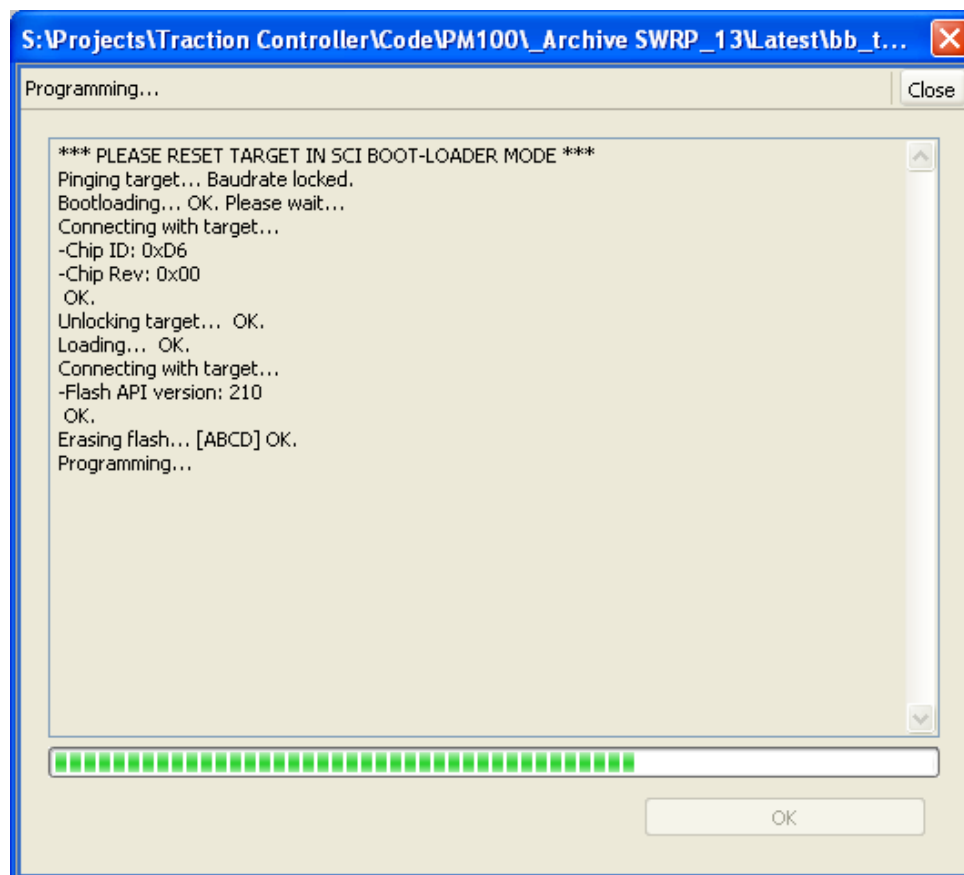 S:\Projects\Traction Controller\Code\PM100\_Archive SWRP_13\Latest\bb_t...
Programming...
Close
*** PLEASE RESET TARGET IN SCI BOOT-LOADER MODE ***
Pinging target... Baudrate locked.
Bootloading... OK. Please wait...
Connecting with target...
-Chip ID: 0xD6
-Chip Rev: 0x00
OK.
Unlocking target... OK.
Loading... OK.
Connecting with target...
-Flash API version: 210
OK.
Erasing flash... [ABCD] OK.
Programming...
OK